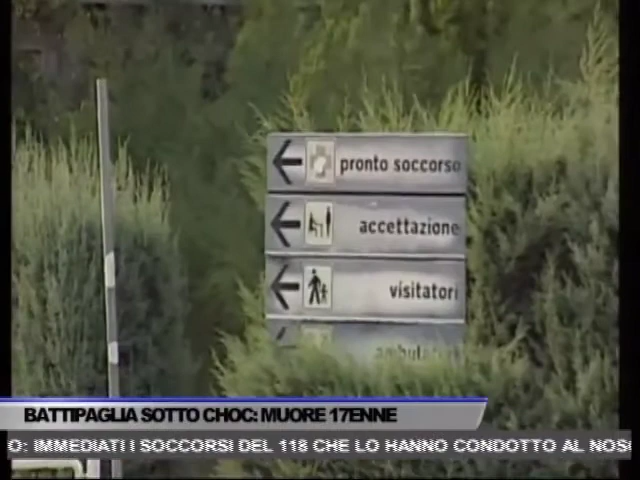 pronto soccorso
accettazione
visitatori
BATTIPAGLIA SOTTO CHOC: MUORE 17ENNE
O: IMMEDIATI I SOCCORSI DEL 118 CHE LO HANNO CONDOTTO AL